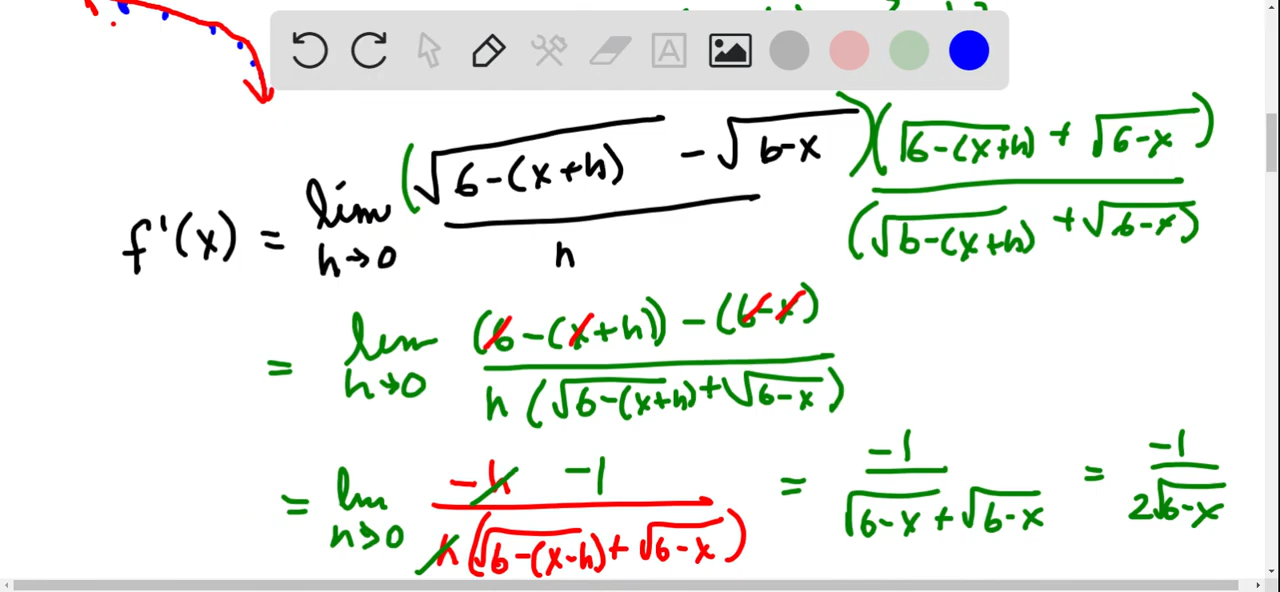 A
f'(x) = lim h→0 (√(6-(x+h)) - √(6-x)) / h · (√(6-(x+h)) + √(6-x)) / (√(6-(x+h)) + √(6-x))
= lim h→0 ((6-(x+h)) - (6-x)) / (h (√(6-(x+h)) + √(6-x)))
= lim h→0 (-h -1) / (h (√(6-(x-h)) + √(6-x))) = -1 / (√(6-x) + √(6-x)) = -1 / (2√(6-x))